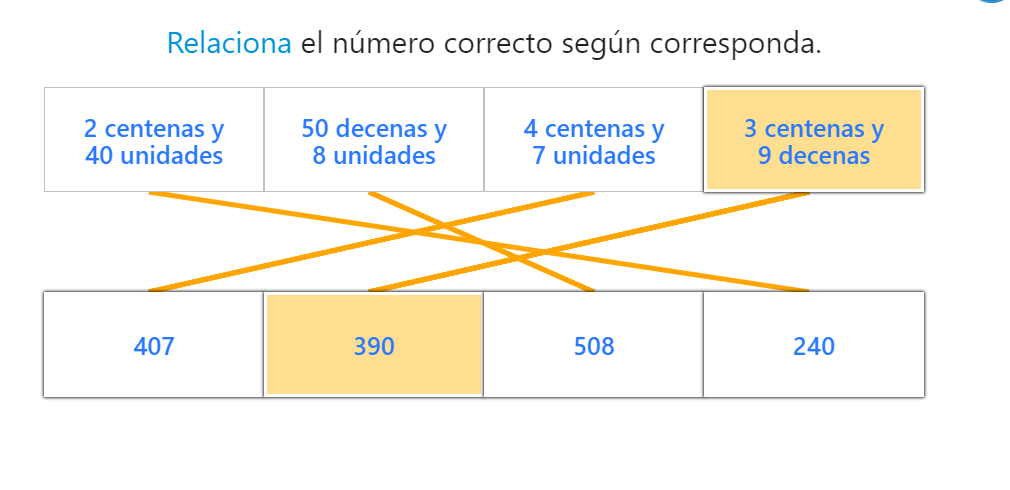 Relaciona el número correcto según corresponda.
2 centenas y
40 unidades
50 decenas y
8 unidades
4 centenas y
7 unidades
3 centenas y
9 decenas
407
390
508
240